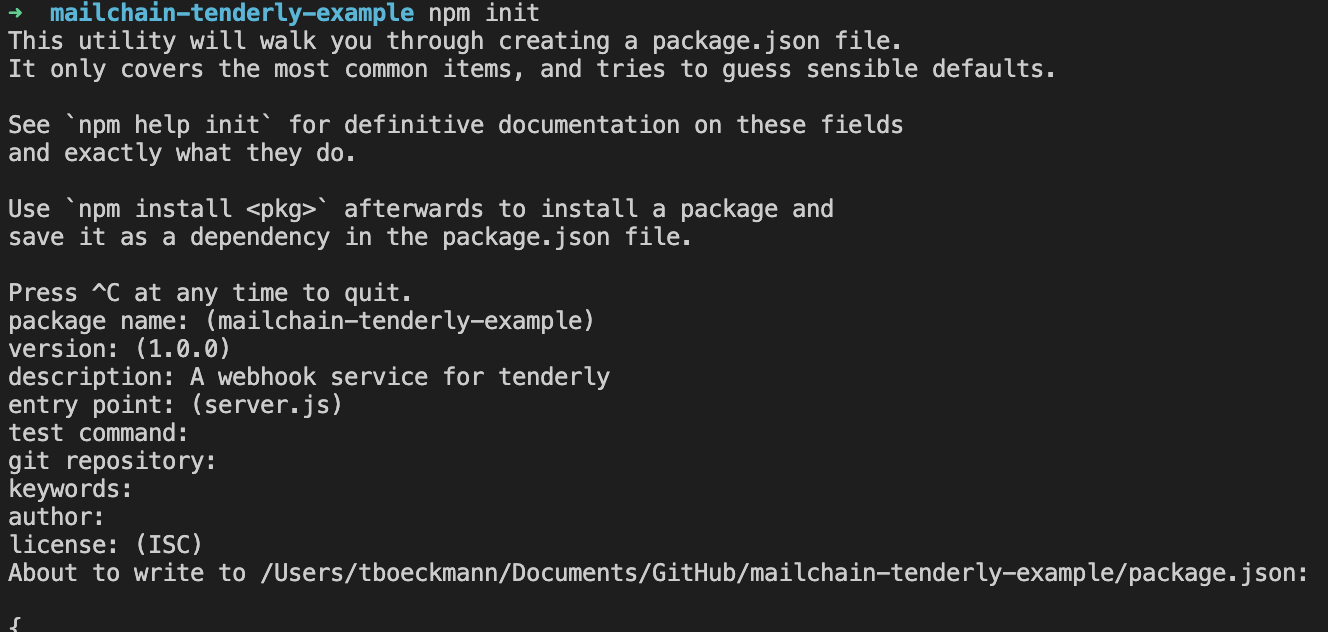 ➜ mailchain-tenderly-example npm init
This utility will walk you through creating a package.json file.
It only covers the most common items, and tries to guess sensible defaults.
See `npm help init` for definitive documentation on these fields
and exactly what they do.
Use `npm install <pkg>` afterwards to install a package and
save it as a dependency in the package.json file.
Press ^C at any time to quit.
package name: (mailchain-tenderly-example)
version: (1.0.0)
description: A webhook service for tenderly
entry point: (server.js)
test command:
git repository:
keywords:
author:
license: (ISC)
About to write to /Users/tboeckmann/Documents/GitHub/mailchain-tenderly-example/package.json:
{